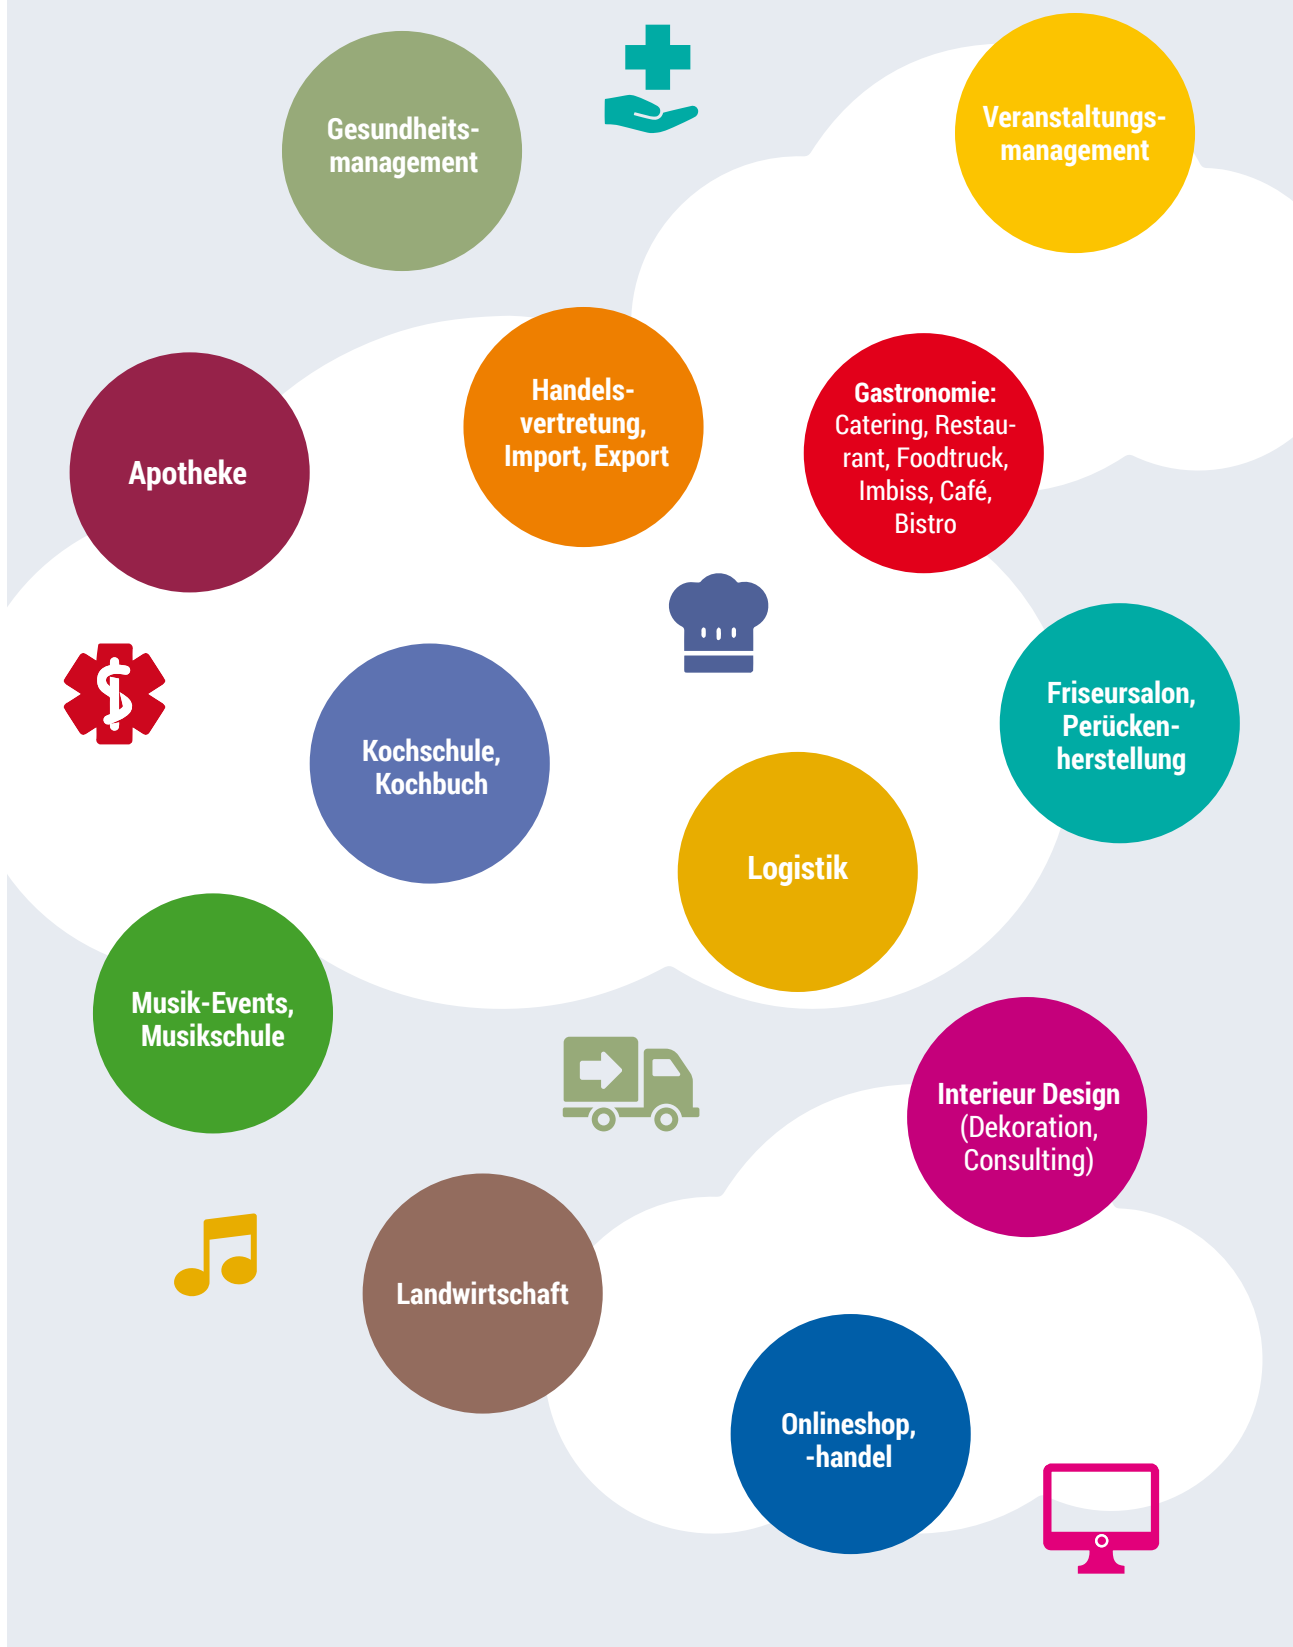 Gesundheits-
management
Veranstaltungs-
management
Handels-
vertretung,
Import, Export
Gastronomie:
Catering, Restau-
rant, Foodtruck,
Imbiss, Café,
Bistro
Apotheke
Friseursalon,
Perücken-
herstellung
Kochschule,
Kochbuch
Logistik
Musik-Events,
Musikschule
Interieur Design
(Dekoration,
Consulting)
Landwirtschaft
Onlineshop,
-handel